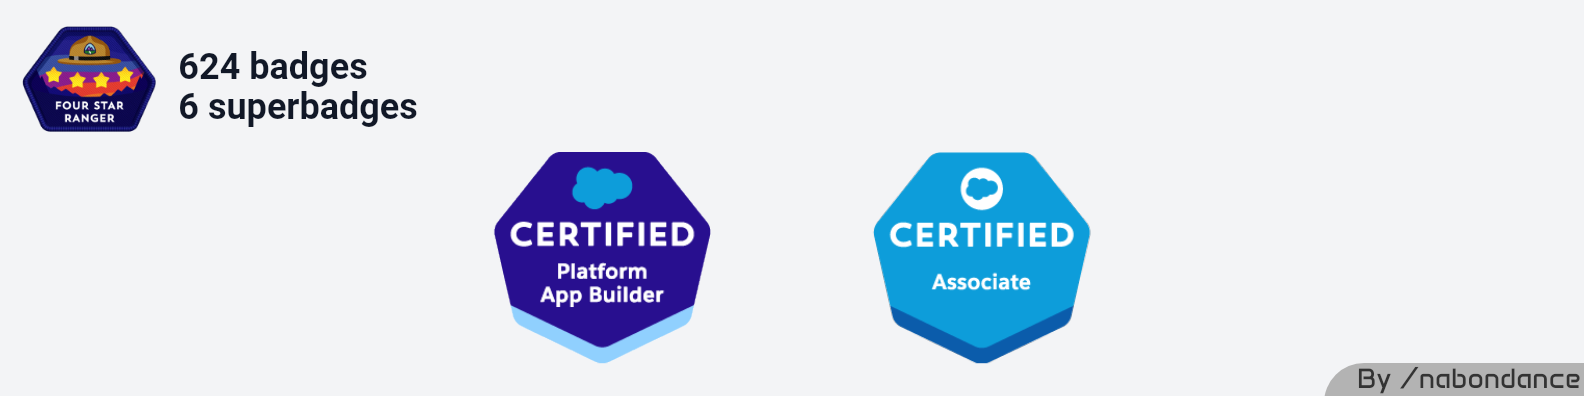 FOUR STAR
RANGER
624 badges
6 superbadges
CERTIFIED
Platform
App Builder
CERTIFIED
Associate
By /nabondance